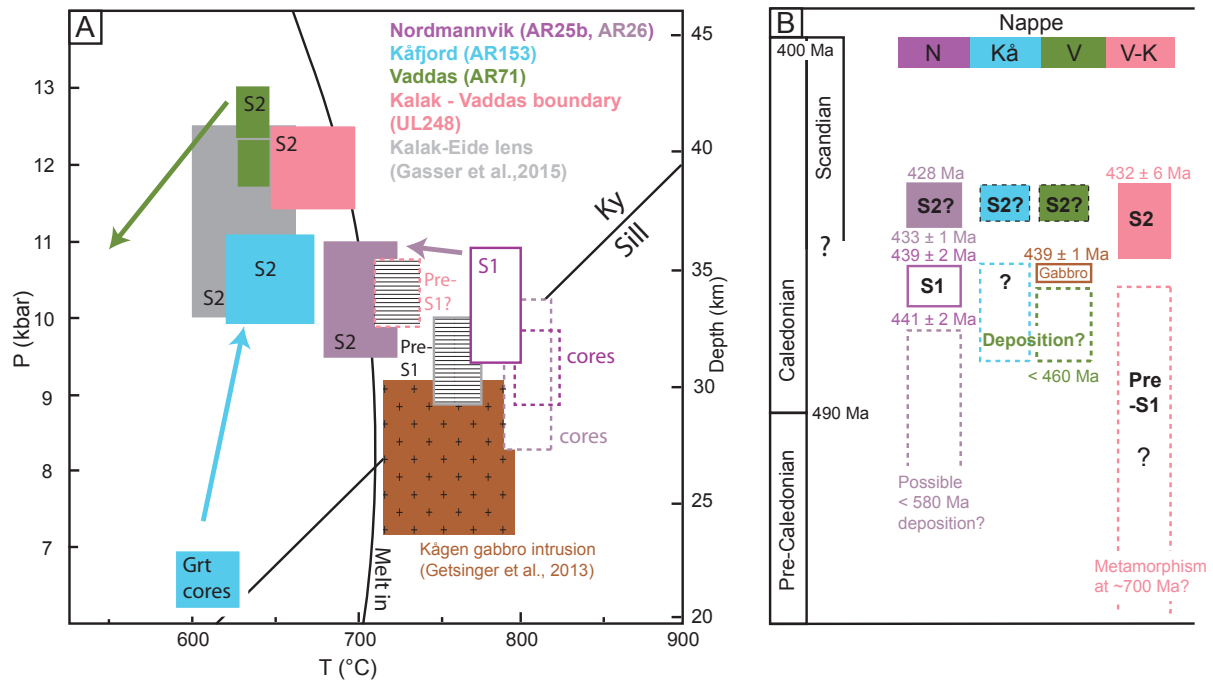 A
Nordmannvik (AR25b, AR26)
Kåfjord (AR153)
Vaddas (AR71)
Kalak - Vaddas boundary
(UL248)
Kalak-Eide lens
(Gasser et al.,2015)
S2
S2
S2
S2
S2
S1
Pre-
S1?
Pre-
S1
cores
cores
Ky
Sill
Grt
cores
Melt in
Kågen gabbro intrusion
(Getsinger et al., 2013)
P (kbar)
13
12
11
10
9
8
7
600
700
800
900
T (°C)
45
40
35
30
25
20
Depth (km)
B
Nappe
N Kå V V-K
400 Ma
Scandian
?
Caledonian
490 Ma
Pre-Caledonian
428 Ma
S2?
433 ± 1 Ma
439 ± 2 Ma
S1
441 ± 2 Ma
Possible
< 580 Ma
deposition?
S2?
?
S2?
439 ± 1 Ma
Gabbro
Deposition?
< 460 Ma
432 ± 6 Ma
S2
Pre
-S1
?
Metamorphism
at ~700 Ma?